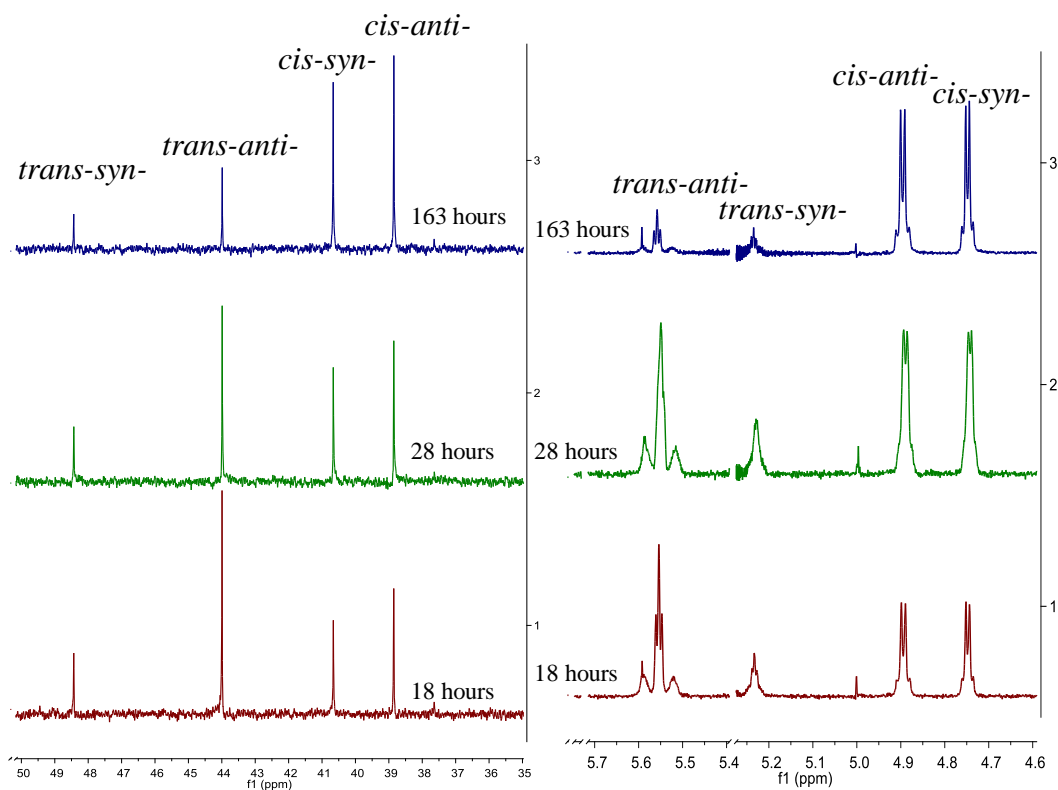 cis-anti-
cis-syn-
trans-anti-
trans-syn-
163 hours
28 hours
18 hours
3
2
1
50 49 48 47 46 45 44 43 42 41 40 39 38 37 36 35
f1 (ppm)
cis-anti-
cis-syn-
trans-anti-
trans-syn-
163 hours
28 hours
18 hours
3
2
1
5.7 5.6 5.5 5.4 5.2 5.1 5.0 4.9 4.8 4.7 4.6
f1 (ppm)